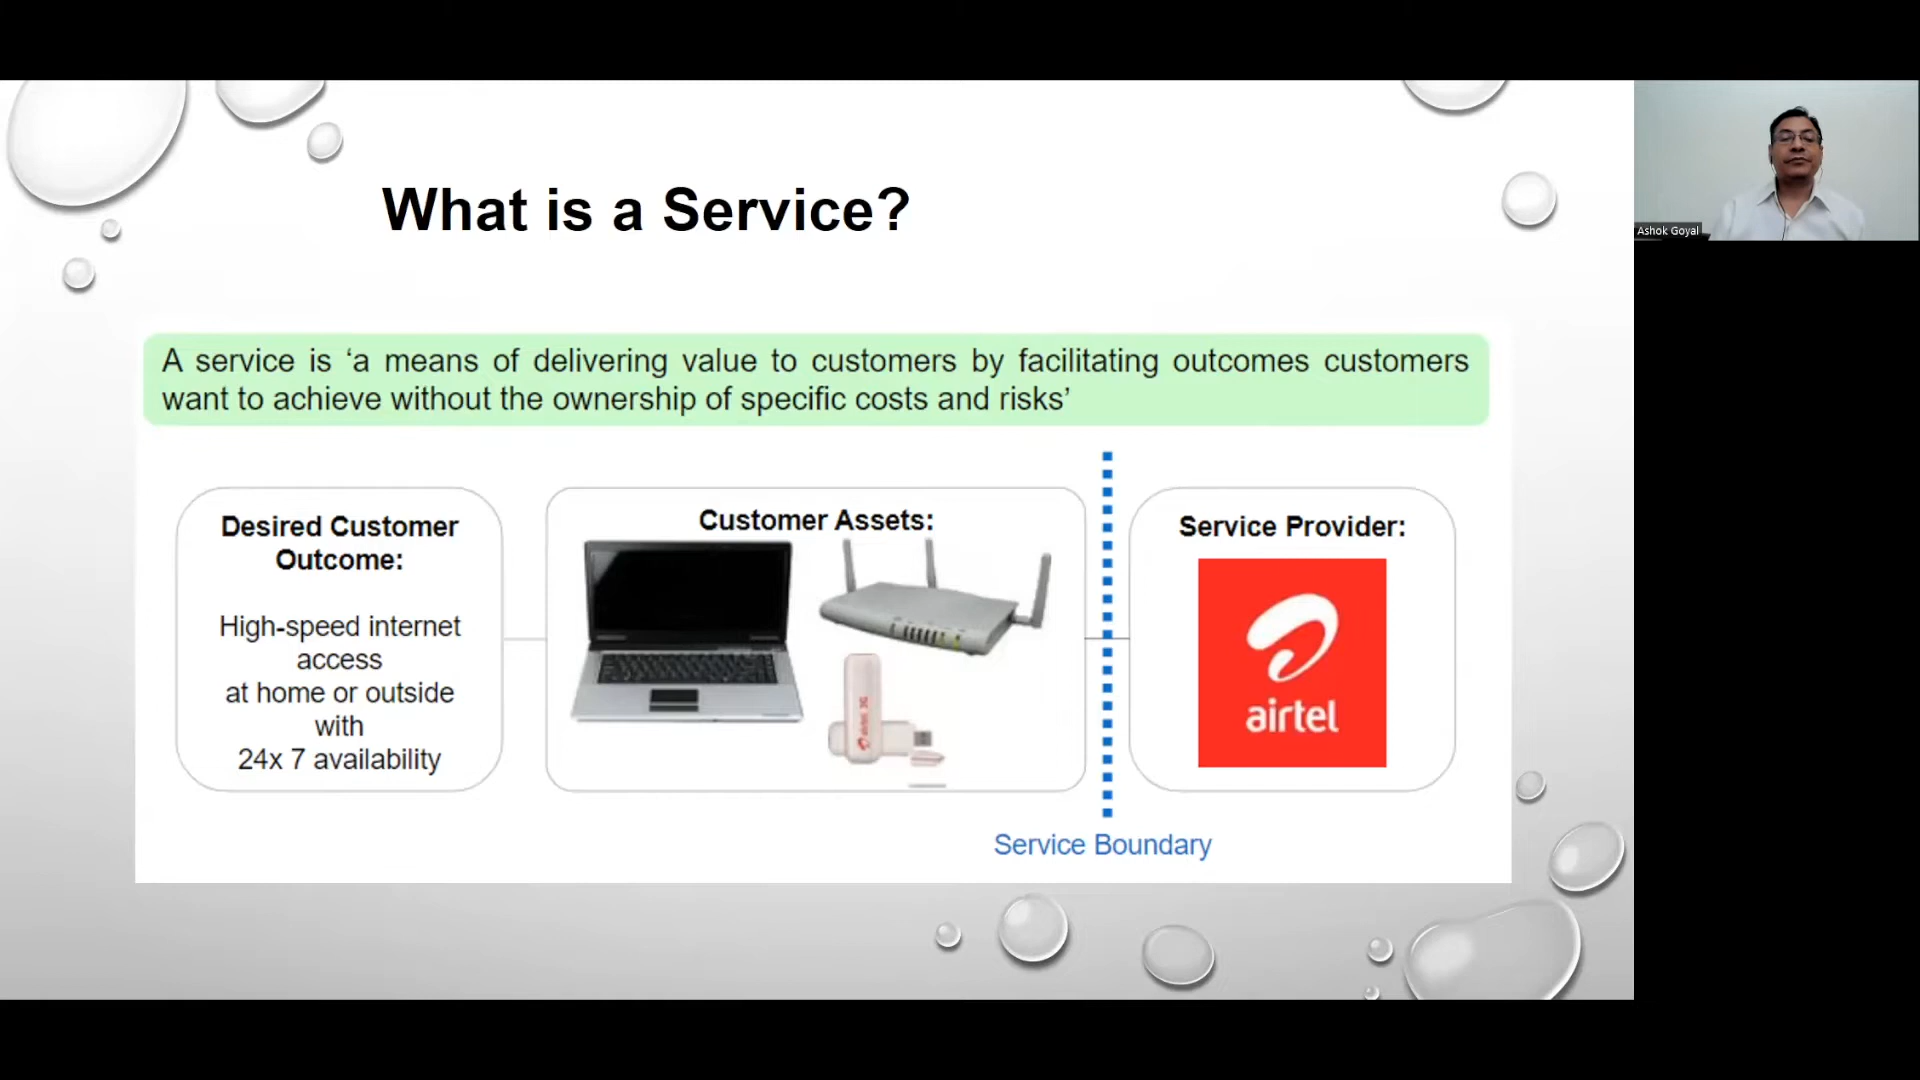 What is a Service?
Ashok Goyal
A service is ‘a means of delivering value to customers by facilitating outcomes customers
want to achieve without the ownership of specific costs and risks’
Desired Customer
Outcome:
High-speed internet
access
at home or outside
with
24x 7 availability
Customer Assets:
airtel 3G
Service Provider:
airtel
Service Boundary